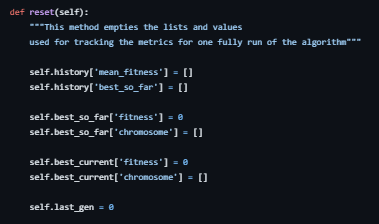 def reset(self):
"""This method empties the lists and values
used for tracking the metrics for one fully run of the algorithm"""
self.history['mean_fitness'] = []
self.history['best_so_far'] = []
self.best_so_far['fitness'] = 0
self.best_so_far['chromosome'] = []
self.best_current['fitness'] = 0
self.best_current['chromosome'] = []
self.last_gen = 0